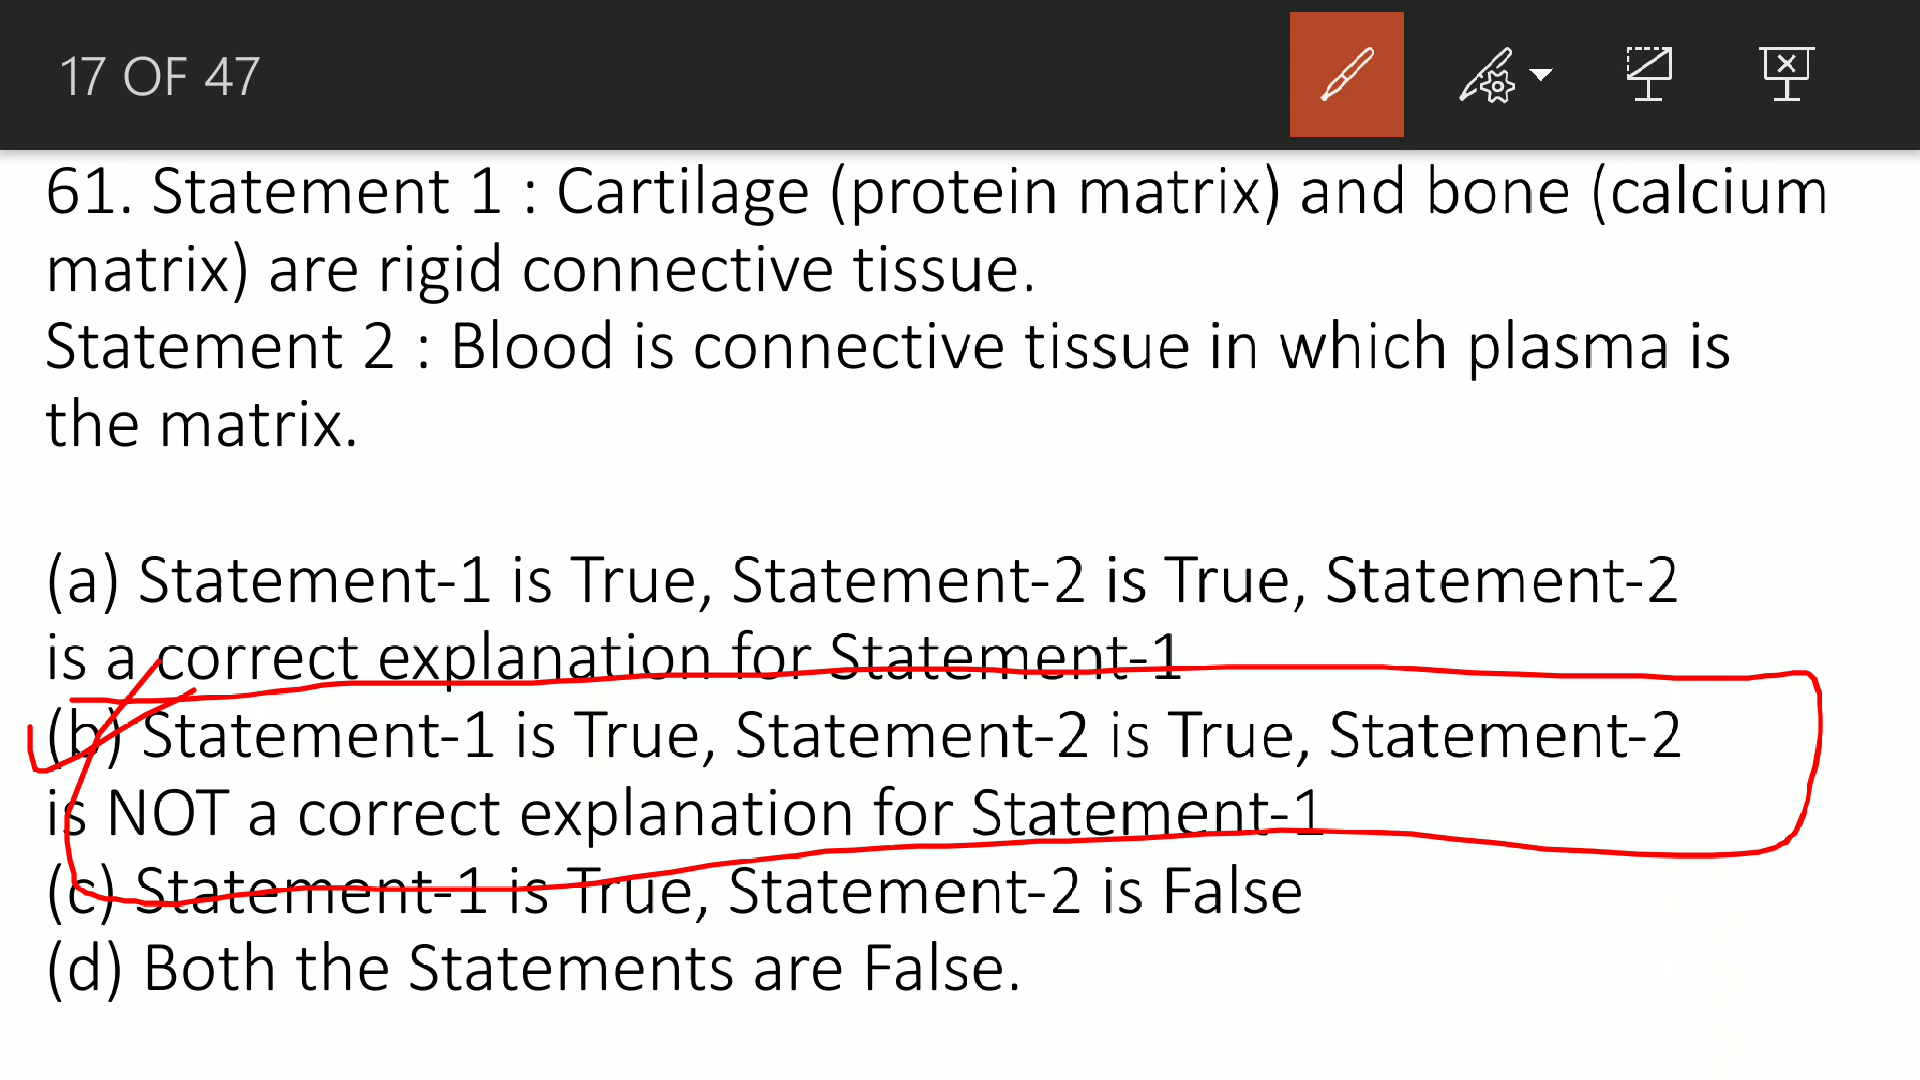 17 OF 47
61. Statement 1 : Cartilage (protein matrix) and bone (calcium
matrix) are rigid connective tissue.
Statement 2 : Blood is connective tissue in which plasma is
the matrix.
(a) Statement-1 is True, Statement-2 is True, Statement-2
is a correct explanation for Statement-1
(b) Statement-1 is True, Statement-2 is True, Statement-2
is NOT a correct explanation for Statement-1
(c) Statement-1 is True, Statement-2 is False
(d) Both the Statements are False.